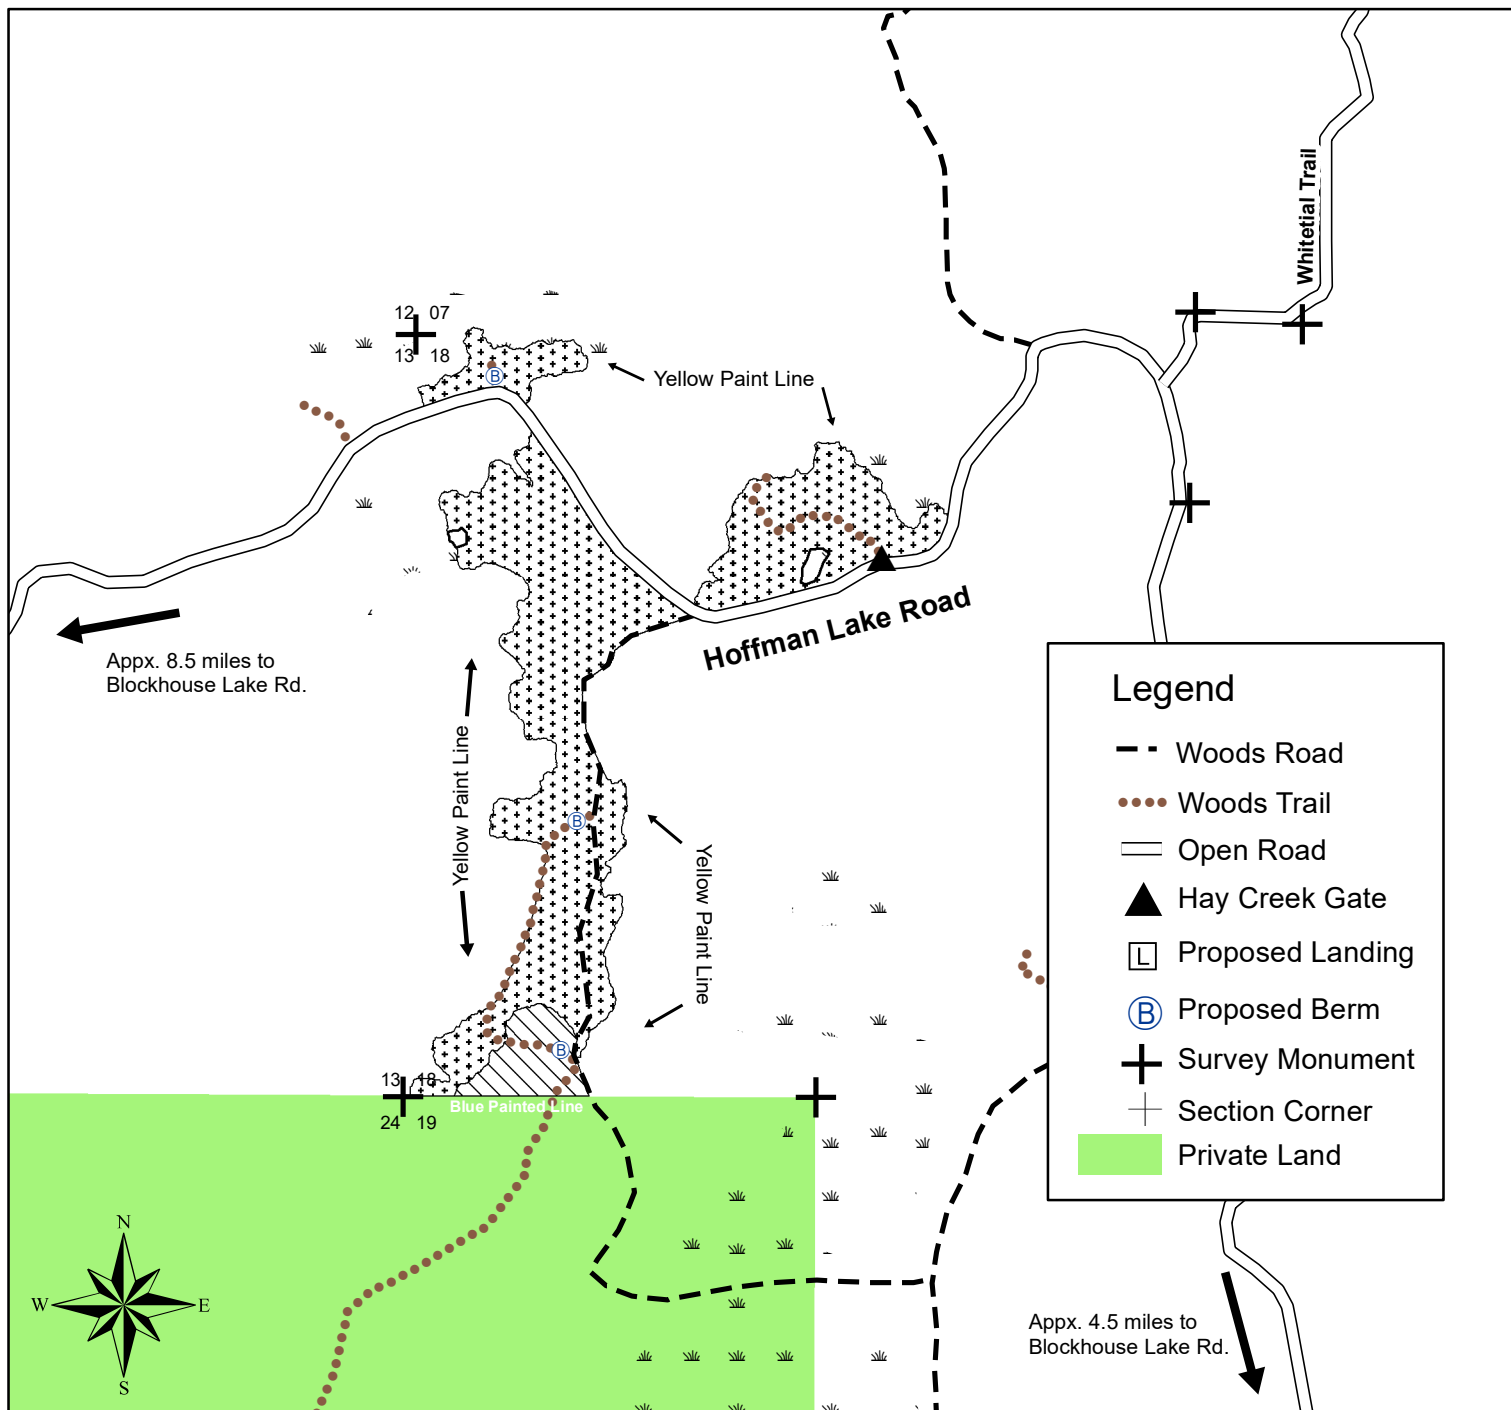 Whitetial Trail
12 07
13 18
B
Yellow Paint Line
Hoffman Lake Road
Appx. 8.5 miles to
Blockhouse Lake Rd.
Yellow Paint Line
B
Yellow Paint Line
B
13 18
24 19
Blue Painted Line
Legend
Woods Road
Woods Trail
Open Road
Hay Creek Gate
L Proposed Landing
B Proposed Berm
Survey Monument
Section Corner
Private Land
N
W E
S
Appx. 4.5 miles to
Blockhouse Lake Rd.